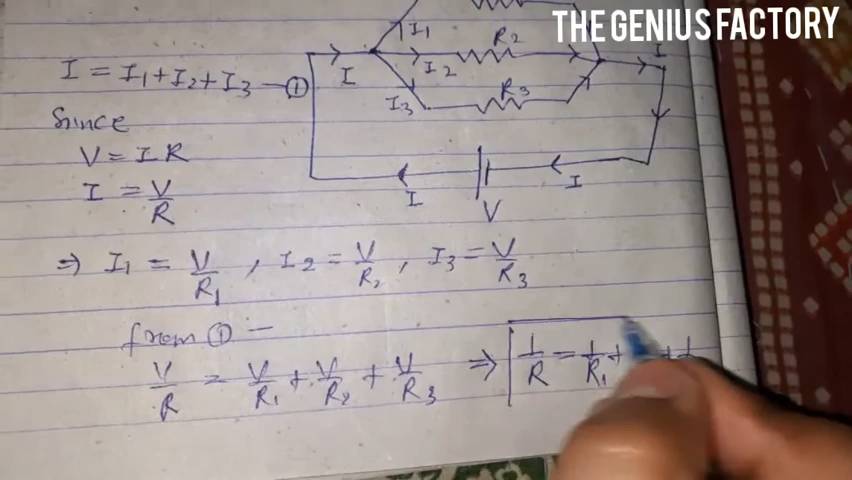 THE GENIUS FACTORY
I1
R2
I = I1 + I2 + I3 — ①
I
I2
I
I3
R3
Since
V = I R
I = V/R
I
I
V
⇒ I1 = V/R1 , I2 = V/R2 , I3 = V/R3
from ① —
V/R = V/R1 + V/R2 + V/R3 ⇒ 1/R = 1/R1 +